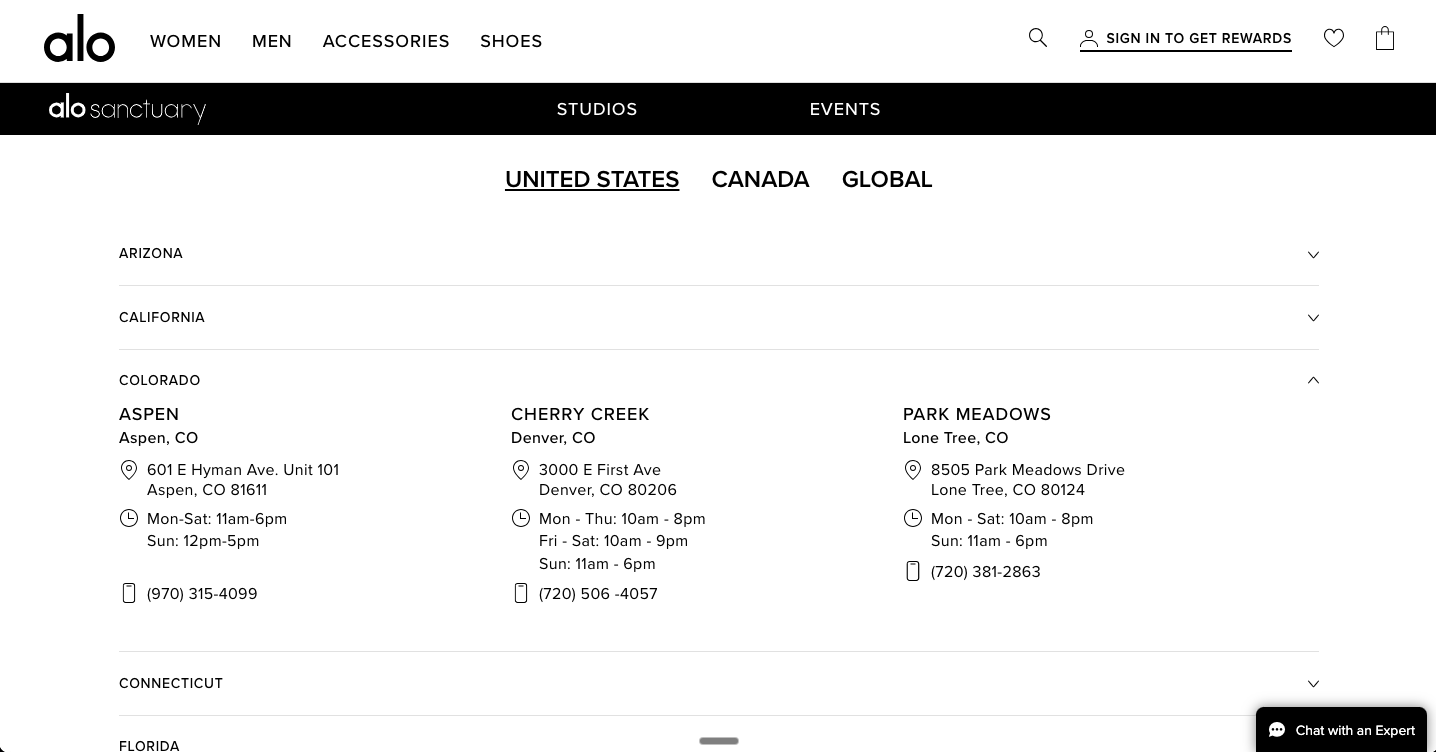 alo
WOMEN MEN ACCESSORIES SHOES
SIGN IN TO GET REWARDS
alo sanctuary
STUDIOS
EVENTS
UNITED STATES CANADA GLOBAL
ARIZONA
CALIFORNIA
COLORADO
ASPEN
Aspen, CO
601 E Hyman Ave. Unit 101
Aspen, CO 81611
Mon-Sat: 11am-6pm
Sun: 12pm-5pm
(970) 315-4099
CHERRY CREEK
Denver, CO
3000 E First Ave
Denver, CO 80206
Mon - Thu: 10am - 8pm
Fri - Sat: 10am - 9pm
Sun: 11am - 6pm
(720) 506 -4057
PARK MEADOWS
Lone Tree, CO
8505 Park Meadows Drive
Lone Tree, CO 80124
Mon - Sat: 10am - 8pm
Sun: 11am - 6pm
(720) 381-2863
CONNECTICUT
FLORIDA
Chat with an Expert